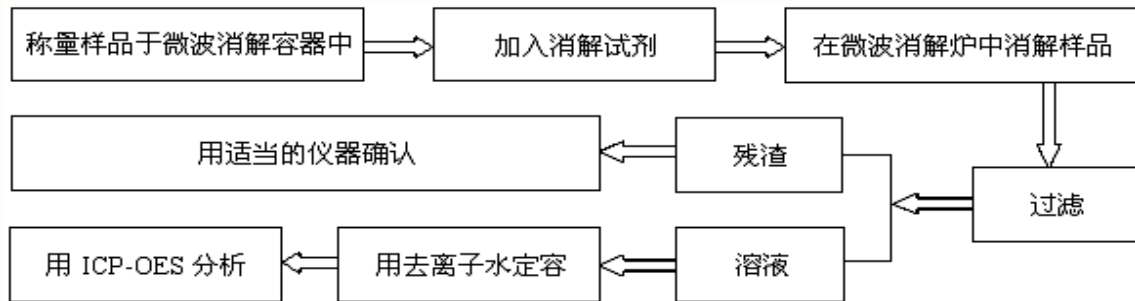 称量样品于微波消解容器中
加入消解试剂
在微波消解炉中消解样品
用适当的仪器确认
残渣
过滤
用 ICP-OES 分析
用去离子水定容
溶液